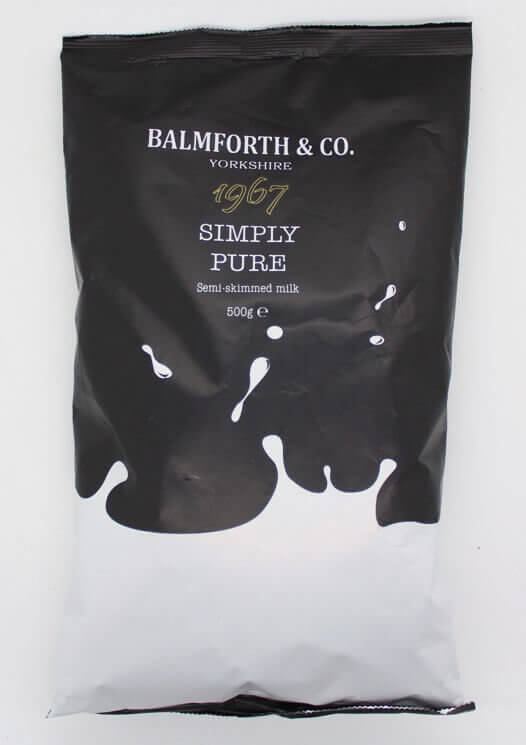 BALMFORTH & CO.
YORKSHIRE
1967
SIMPLY
PURE
Semi-skimmed milk
500g ℮